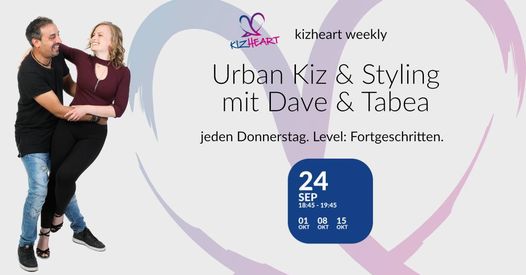 KIZHEART
kizheart weekly
Urban Kiz & Styling
mit Dave & Tabea
jeden Donnerstag. Level: Fortgeschritten.
24
SEP
18:45 - 19:45
01 08 15
OKT OKT OKT